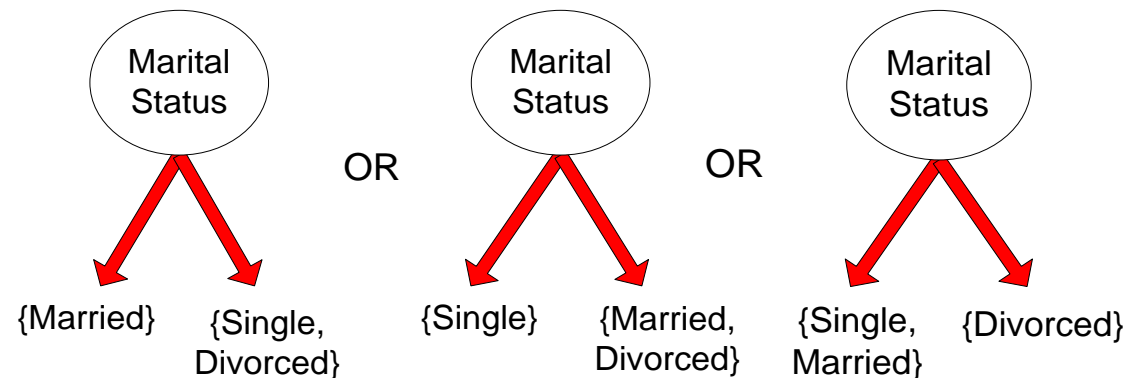 Marital
Status
OR
Marital
Status
OR
Marital
Status
{Married}
{Single,
Divorced}
{Single}
{Married,
Divorced}
{Single,
Married}
{Divorced}